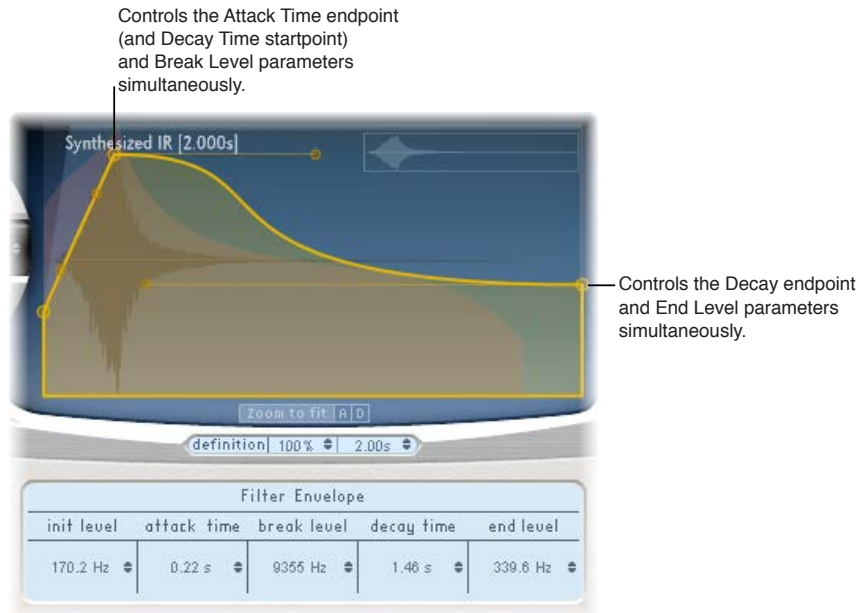 Controls the Attack Time endpoint
(and Decay Time startpoint)
and Break Level parameters
simultaneously.
Synthesized IR [2.000s]
Controls the Decay endpoint
and End Level parameters
simultaneously.
Zoom to fit A D
definition 100% 2.00s
Filter Envelope
init level attack time break level decay time end level
170.2 Hz 0.22 s 9355 Hz 1.46 s 339.6 Hz